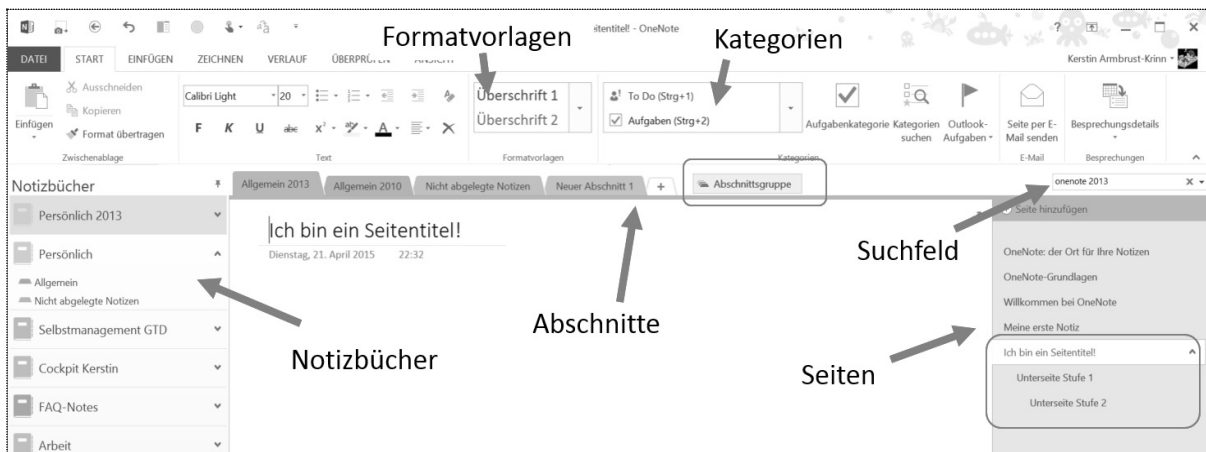 itentitel! - OneNote
?
Formatvorlagen
Kategorien
DATEI START EINFÜGEN ZEICHNEN VERLAUF ÜBERPRÜFEN ANSICHT
Kerstin Armbrust-Krinn
Ausschneiden
Kopieren
Format übertragen
Einfügen
Zwischenablage
Calibri Light 20
F K U abc x² aby A
Text
Überschrift 1
Überschrift 2
Formatvorlagen
To Do (Strg+1)
Aufgaben (Strg+2)
Aufgabenkategorie
Kategorien suchen
Outlook-Aufgaben
Kategorien
Seite per E-
Mail senden
E-Mail
Besprechungsdetails
Besprechungen
Notizbücher
Allgemein 2013 Allgemein 2010 Nicht abgelegte Notizen Neuer Abschnitt 1 + Abschnittsgruppe
onenote 2013
Persönlich 2013
Persönlich
Allgemein
Nicht abgelegte Notizen
Selbstmanagement GTD
Cockpit Kerstin
FAQ-Notes
Arbeit
Ich bin ein Seitentitel!
Dienstag, 21. April 2015 22:32
Notizbücher
Abschnitte
Suchfeld
Seiten
Seite hinzufügen
OneNote: der Ort für Ihre Notizen
OneNote-Grundlagen
Willkommen bei OneNote
Meine erste Notiz
Ich bin ein Seitentitel!
Unterseite Stufe 1
Unterseite Stufe 2